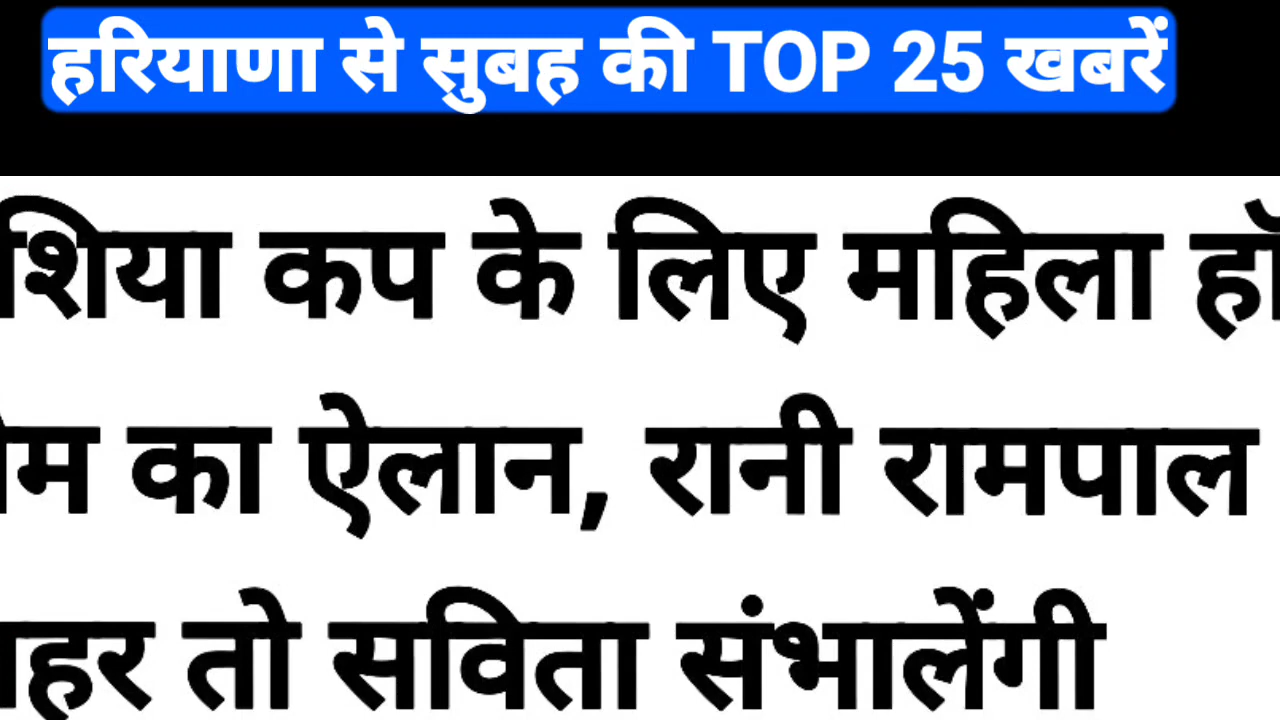 हरियाणा से सुबह की TOP 25 खबरें
शिया कप के लिए महिला हॉ
म का ऐलान, रानी रामपाल
हर तो सविता संभालेंगी